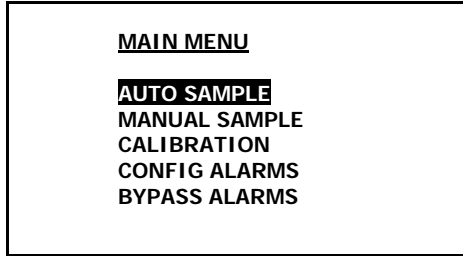 MAIN MENU
AUTO SAMPLE
MANUAL SAMPLE
CALIBRATION
CONFIG ALARMS
BYPASS ALARMS